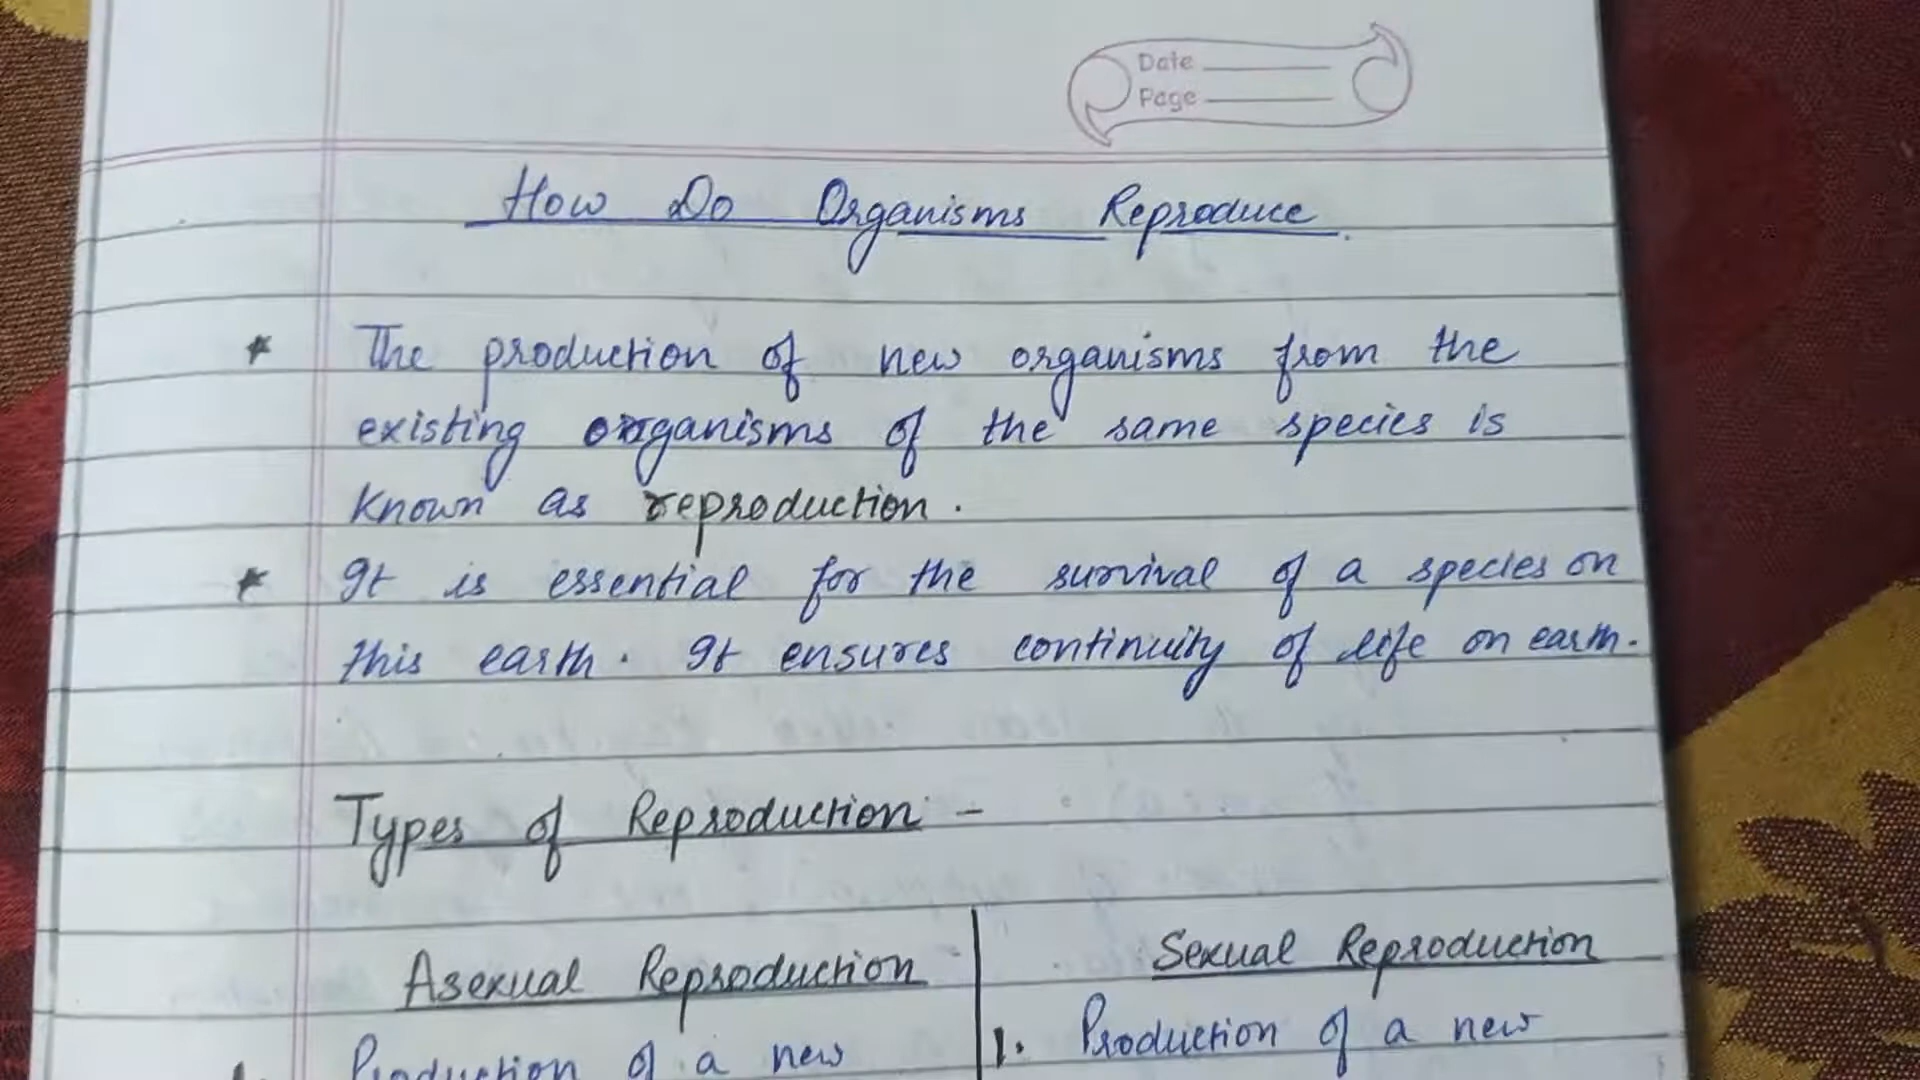 Date
Page
How Do Organisms Reproduce.
* The production of new organisms from the
existing organisms of the same species is
known as reproduction.
* It is essential for the survival of a species on
this earth. It ensures continuity of life on earth.
Types of Reproduction -
Asexual Reproduction
Production of a new
Sexual Reproduction
1. Production of a new